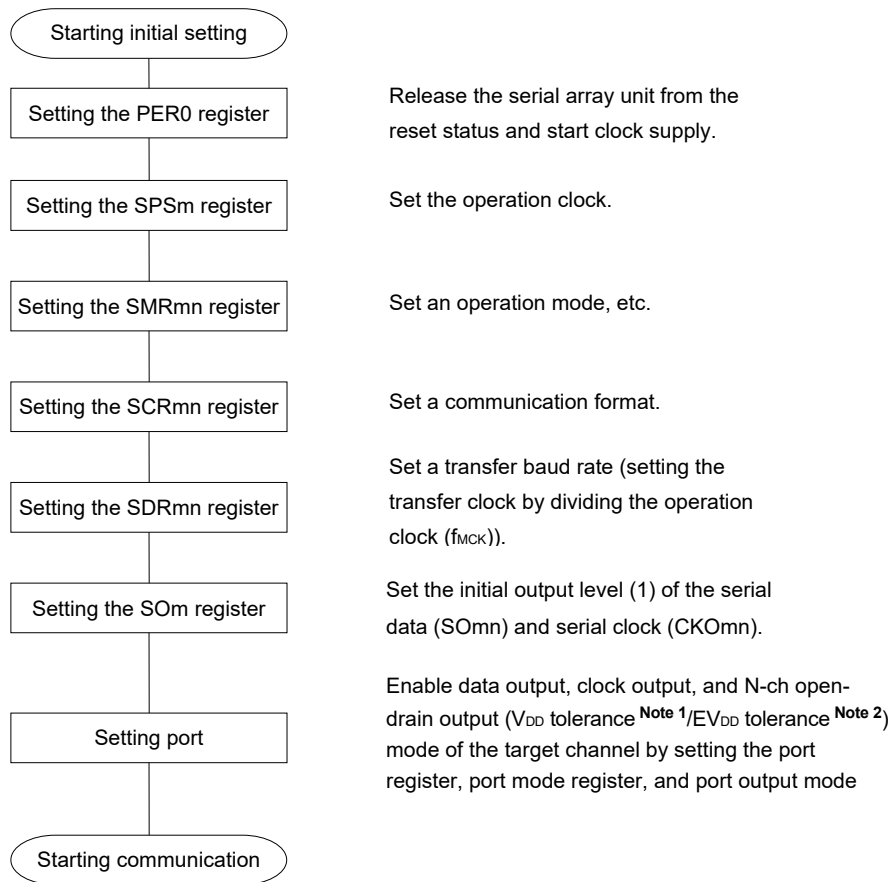 Starting initial setting
Setting the PER0 register
Release the serial array unit from the
reset status and start clock supply.
Setting the SPSm register
Set the operation clock.
Setting the SMRmn register
Set an operation mode, etc.
Setting the SCRmn register
Set a communication format.
Setting the SDRmn register
Set a transfer baud rate (setting the
transfer clock by dividing the operation
clock (fMCK)).
Setting the SOm register
Set the initial output level (1) of the serial
data (SOmn) and serial clock (CKOmn).
Setting port
Enable data output, clock output, and N-ch open-
drain output (VDD tolerance Note 1/EVDD tolerance Note 2)
mode of the target channel by setting the port
register, port mode register, and port output mode
Starting communication